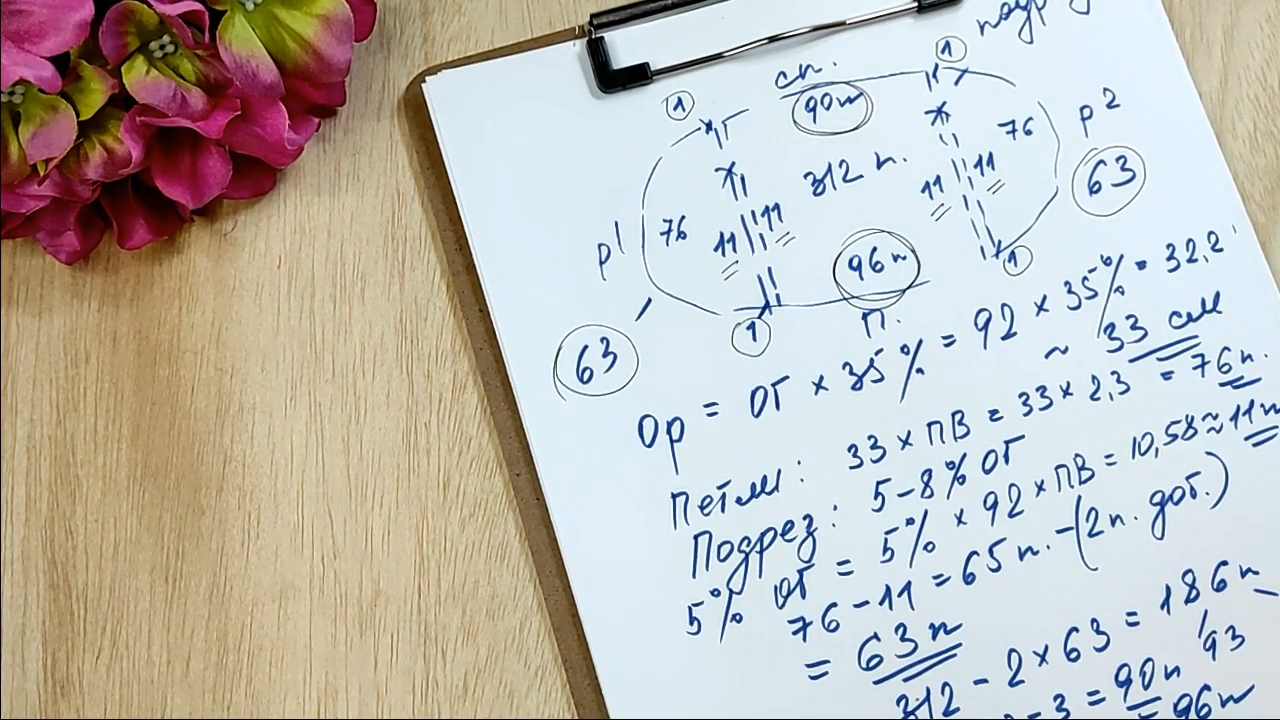 подр
1
сп.
90п
1
76
р2
312 п.
11
11
63
р1
76
11
11
96п
1
1
п.
63
Ор = ОГ × 35% = 92 × 35% = 32,2
~ 33 см
Петли: 33 × ПВ = 33 × 2,3 = 76п.
Подрез: 5-8% ОГ
5% ОГ = 5% × 92 × ПВ = 10,58 ≈ 11п
76 - 11 = 65 п. - (2п. доб.)
= 63п
312 - 2 × 63 = 186п
93
- 3 = 90п
= 96п